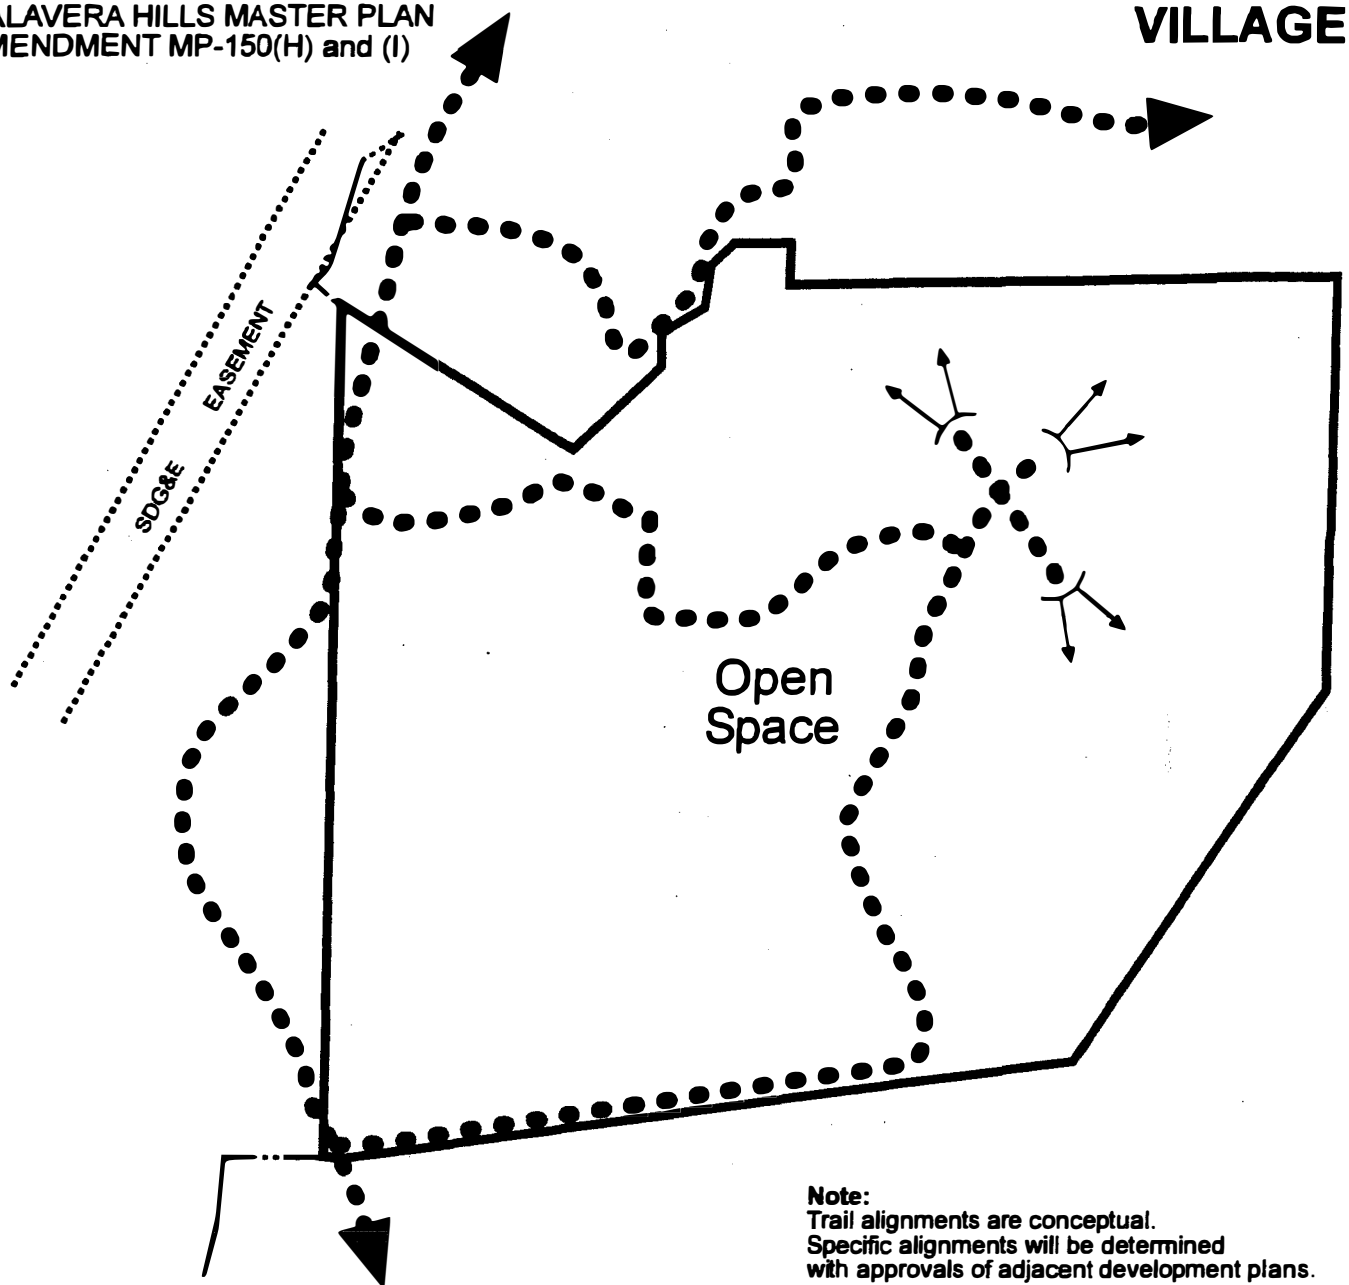 ALAVERA HILLS MASTER PLAN
MENDMENT MP-150(H) and (I)
VILLAGE
SDG&E EASEMENT
Open
Space
Note:
Trail alignments are conceptual.
Specific alignments will be determined
with approvals of adjacent development plans.